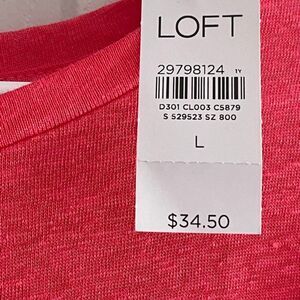 LOFT
29798124 1Y
D301 CL003 C5879
S S29523 SZ 800
L
$34.50